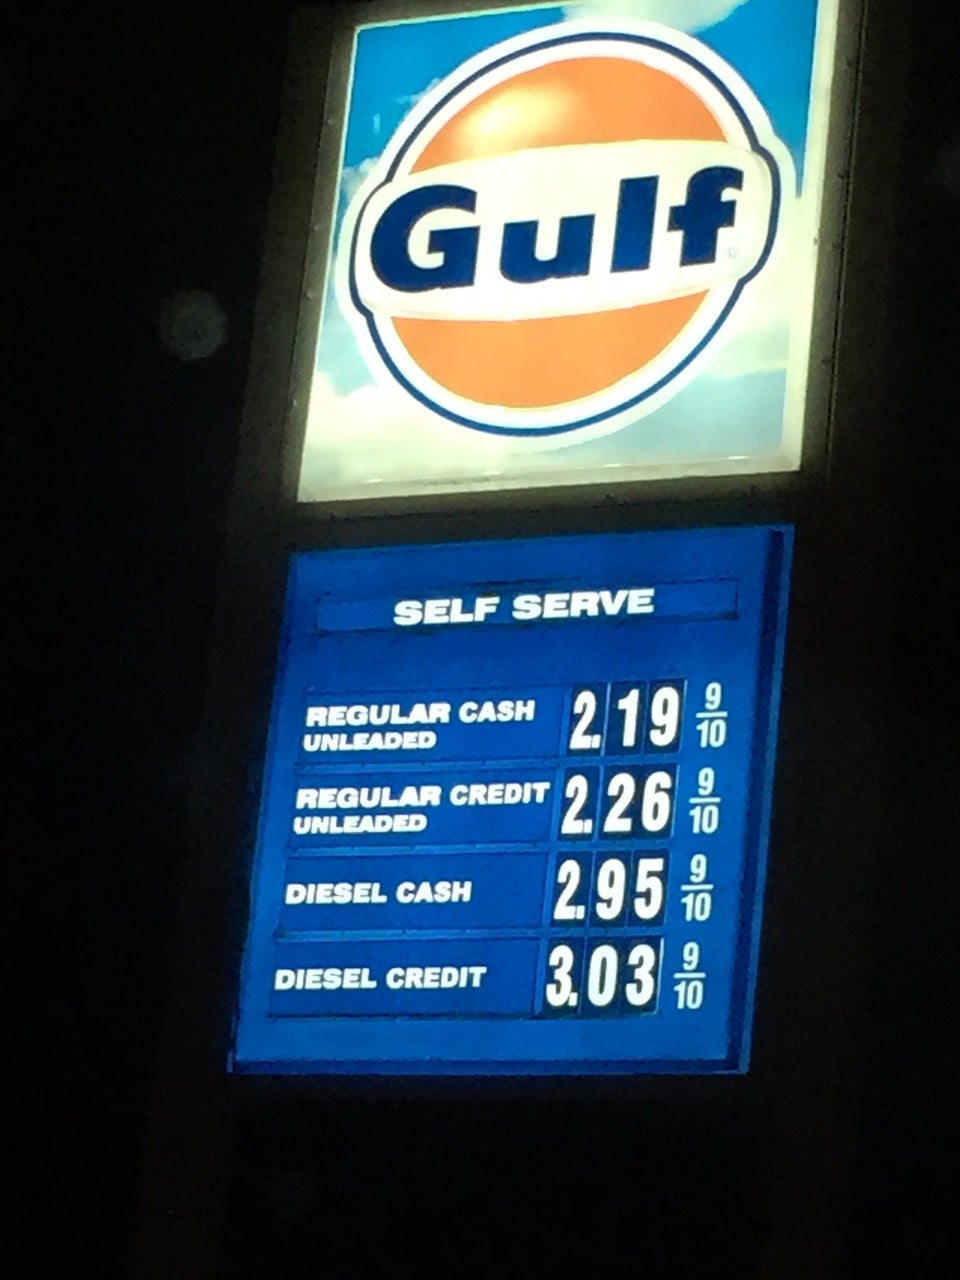 Gulf
SELF SERVE
REGULAR CASH 2.19 9/10
UNLEADED
REGULAR CREDIT 2.26 9/10
UNLEADED
DIESEL CASH 2.95 9/10
DIESEL CREDIT 3.03 9/10